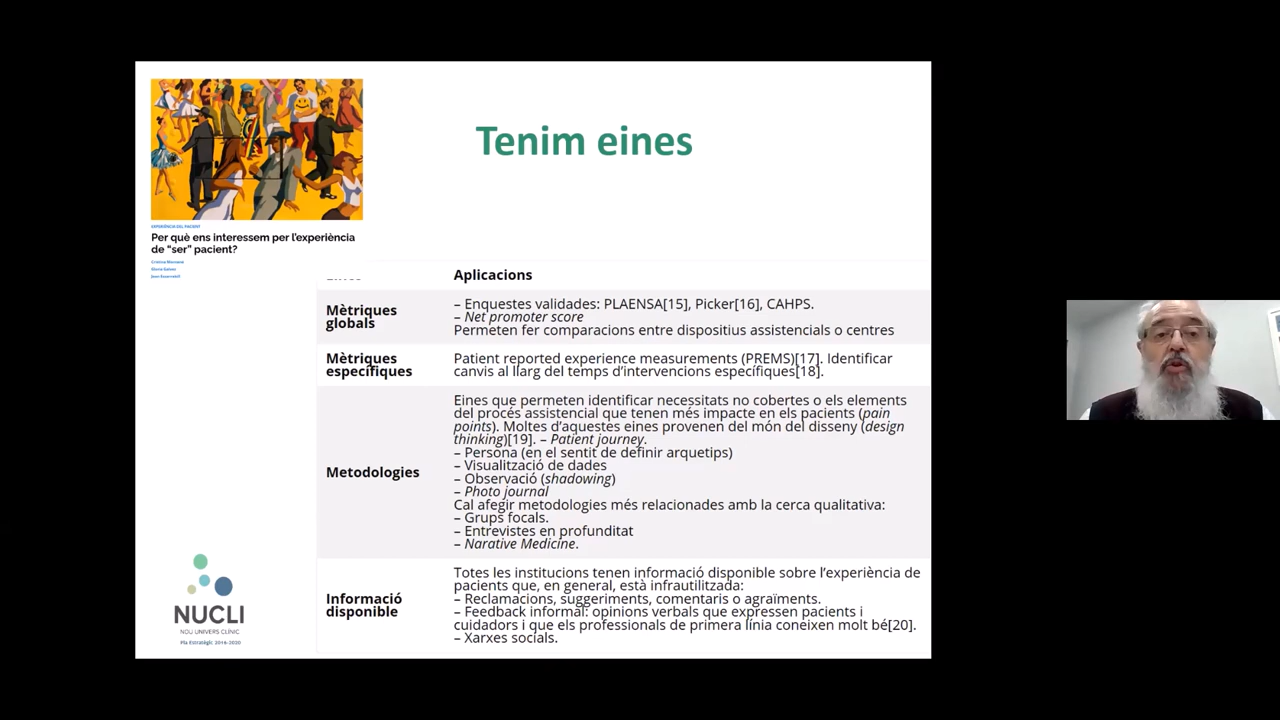 Tenim eines
EXPERIÈNCIA DEL PACIENT
Per què ens interessem per l'experiència
de “ser” pacient?
Aplicacions
Mètriques
globals
– Enquestes validades: PLAENSA[15], Picker[16], CAHPS.
– Net promoter score
Permeten fer comparacions entre dispositius assistencials o centres
Mètriques
específiques
Patient reported experience measurements (PREMS)[17]. Identificar
canvis al llarg del temps d'intervencions específiques[18].
Metodologies
Eines que permeten identificar necessitats no cobertes o els elements
del procés assistencial que tenen més impacte en els pacients (pain
points). Moltes d'aquestes eines provenen del món del disseny (design
thinking)[19]. – Patient journey.
– Persona (en el sentit de definir arquetips)
– Visualització de dades
– Observació (shadowing)
– Photo journal
Cal afegir metodologies més relacionades amb la cerca qualitativa:
– Grups focals.
– Entrevistes en profunditat
– Narative Medicine.
Informació
disponible
Totes les institucions tenen informació disponible sobre l'experiència de
pacients que, en general, està infrautilitzada:
– Reclamacions, suggeriments, comentaris o agraïments.
– Feedback informal: opinions verbals que expressen pacients i
cuidadors i que els professionals de primera línia coneixen molt bé[20].
– Xarxes socials.
NUCLI
NOU UNIVERS CLÍNIC
Pla Estratègic 2016-2020